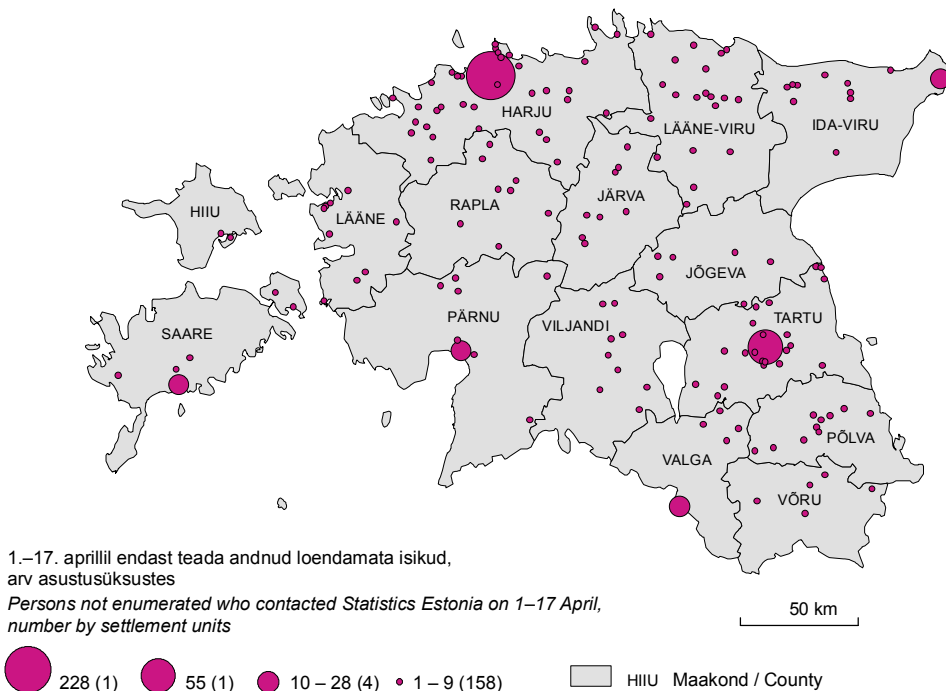 HARJU
LÄÄNE-VIRU
IDA-VIRU
HIIU
LÄÄNE
RAPLA
JÄRVA
JÕGEVA
SAARE
PÄRNU
VILJANDI
TARTU
PÕLVA
VALGA
VÕRU
1.–17. aprillil endast teada andnud loendamata isikud,
arv asustusüksustes
Persons not enumerated who contacted Statistics Estonia on 1–17 April,
number by settlement units
50 km
228 (1) 55 (1) 10 – 28 (4) 1 – 9 (158) HIIU Maakond / County